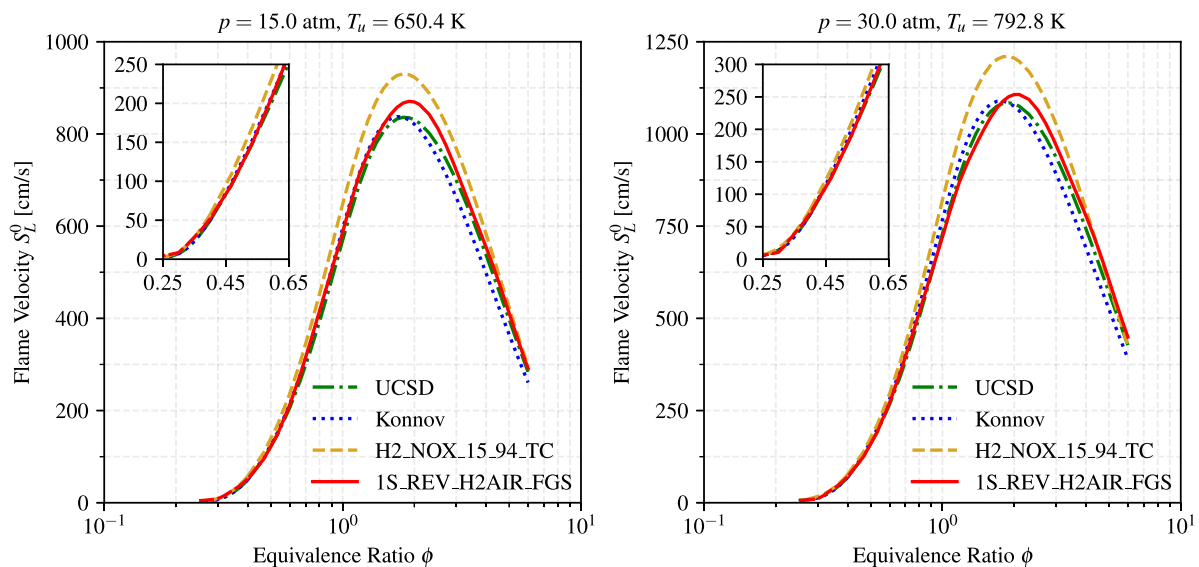 p = 15.0 atm, T_u = 650.4 K
1000
800
600
400
200
0
Flame Velocity S_L^0 [cm/s]
250
200
150
100
50
0
0.25
0.45
0.65
UCSD
Konnov
H2_NOX_15_94_TC
1S_REV_H2AIR_FGS
10^-1
10^0
10^1
Equivalence Ratio ϕ
p = 30.0 atm, T_u = 792.8 K
1250
1000
750
500
250
0
Flame Velocity S_L^0 [cm/s]
300
250
200
150
100
50
0
0.25
0.45
0.65
UCSD
Konnov
H2_NOX_15_94_TC
1S_REV_H2AIR_FGS
10^-1
10^0
10^1
Equivalence Ratio ϕ